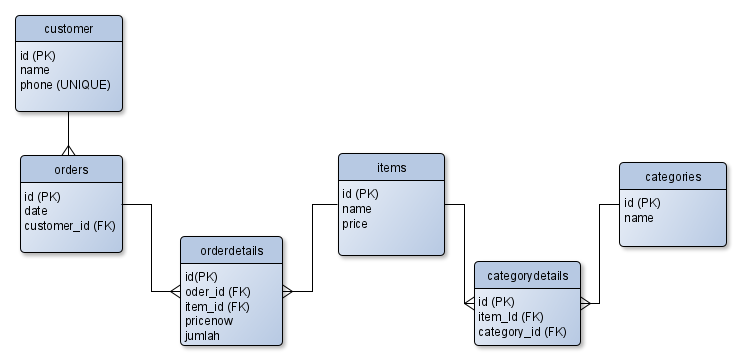 customer
id (PK)
name
phone (UNIQUE)
orders
id (PK)
date
customer_id (FK)
orderdetails
id(PK)
oder_id (FK)
item_id (FK)
pricenow
jumlah
items
id (PK)
name
price
categorydetails
id (PK)
item_Id (FK)
category_id (FK)
categories
id (PK)
name